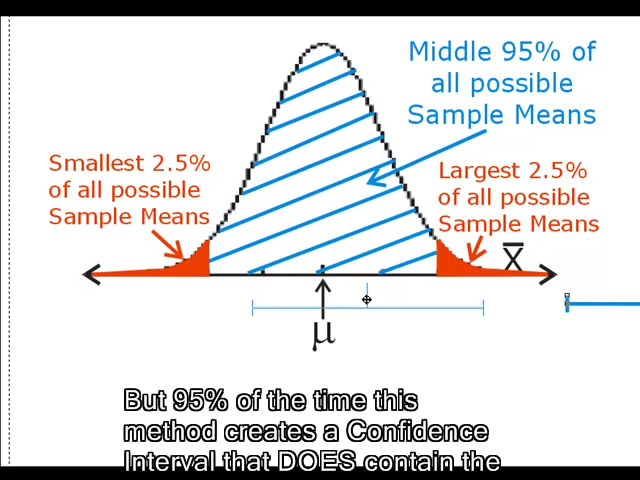 Middle 95% of
all possible
Sample Means
Smallest 2.5%
of all possible
Sample Means
Largest 2.5%
of all possible
Sample Means
X̅
μ
But 95% of the time this
method creates a Confidence
Interval that DOES contain the